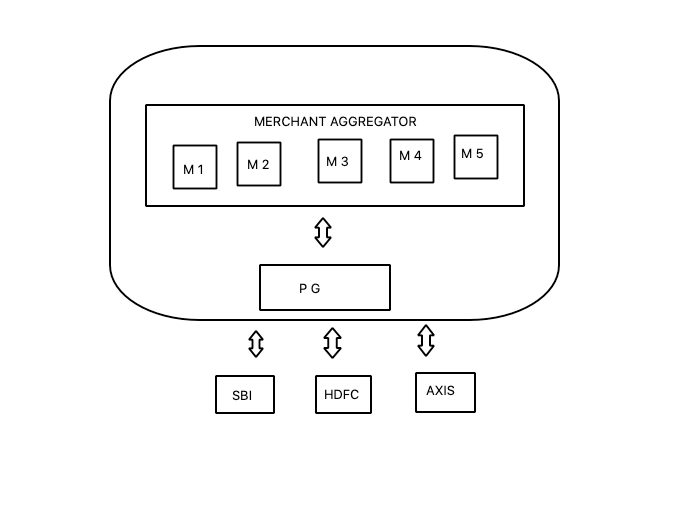 MERCHANT AGGREGATOR
M 1
M 2
M 3
M 4
M 5
P G
SBI
HDFC
AXIS